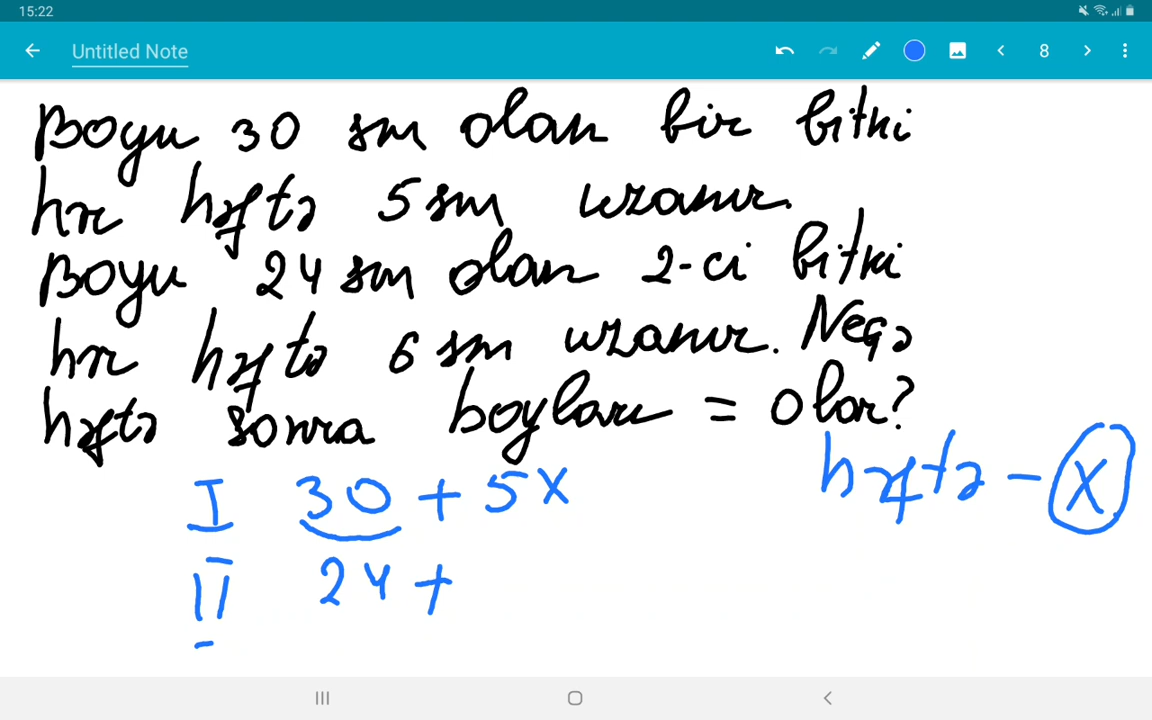 15:22
Untitled Note
8
Boyu 30 sm olan bir bitki
hər həftə 5 sm uzanır.
Boyu 24 sm olan 2-ci bitki
hər həftə 6 sm uzanır. Neçə
həftə sonra boyları = olar?
həftə - X
I 30 + 5X
II 24 +